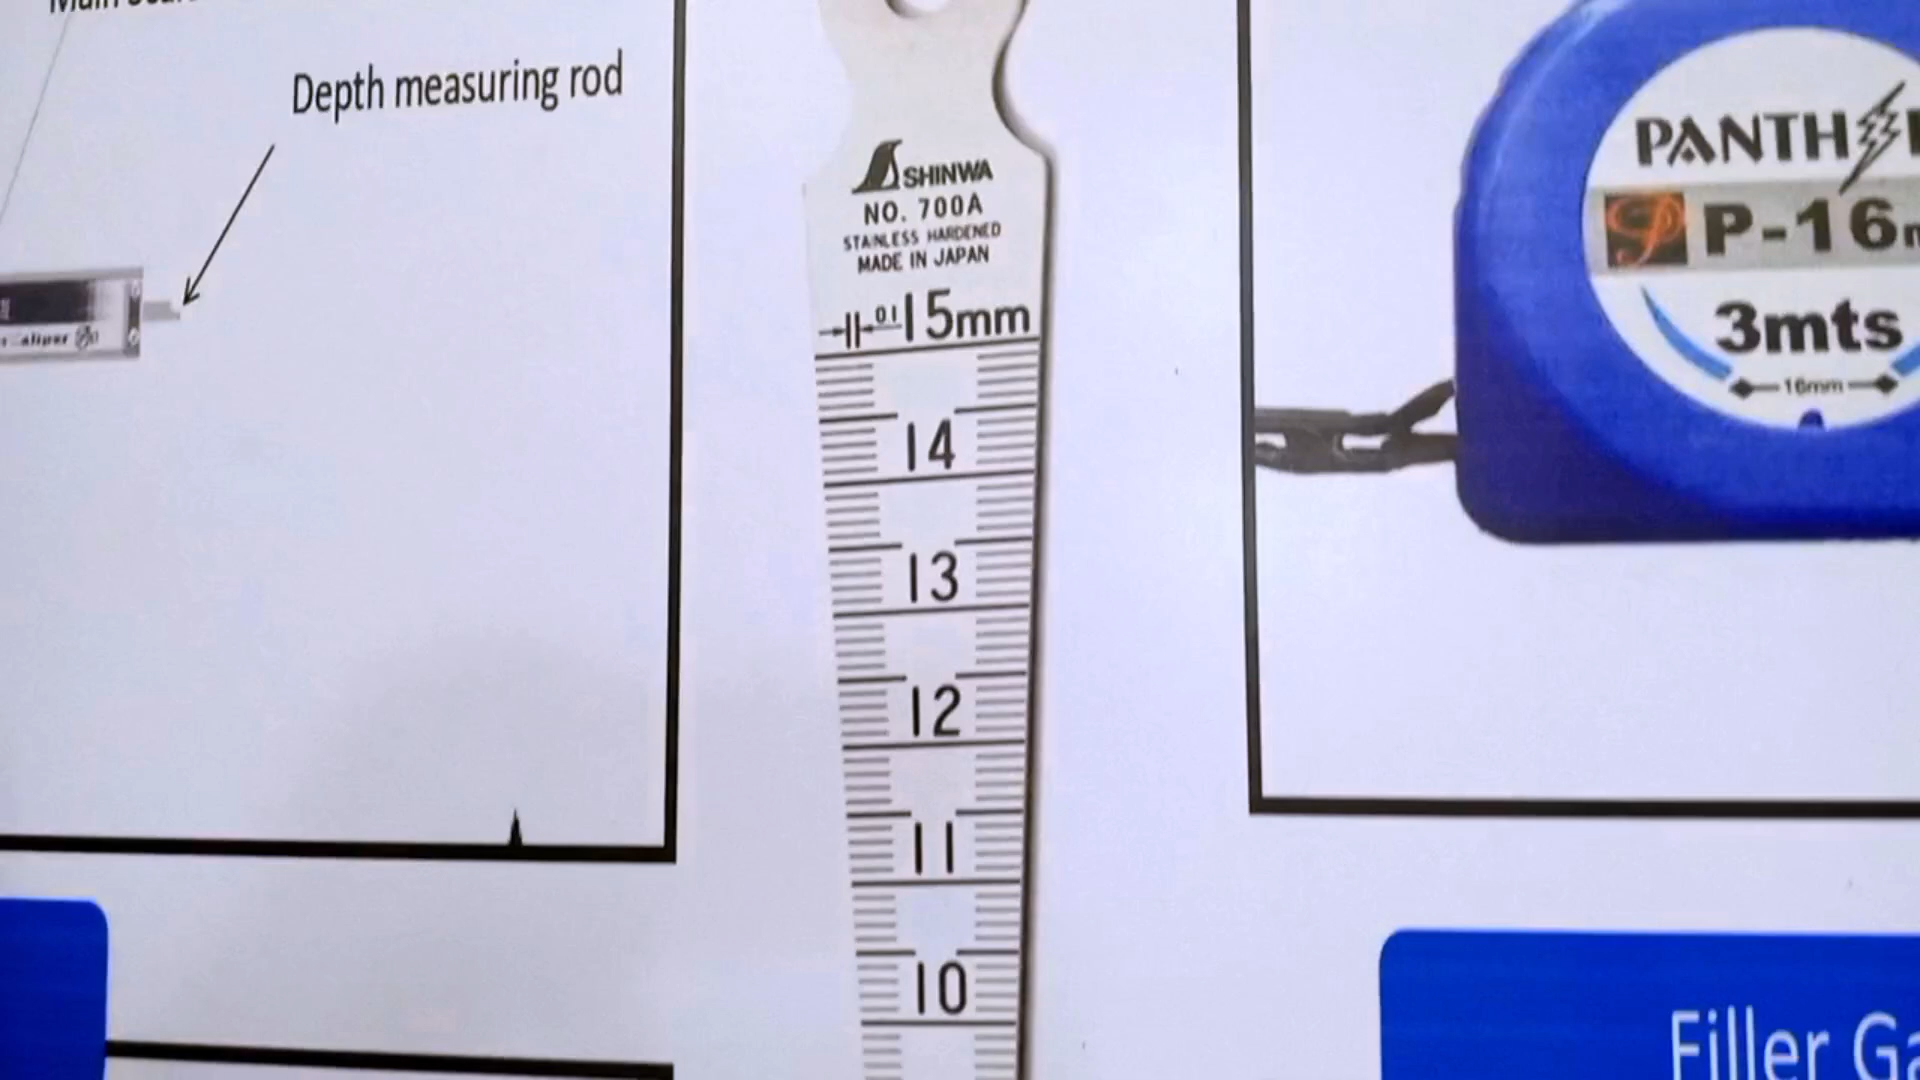 Depth measuring rod
SHINWA
NO. 700A
STAINLESS HARDENED
MADE IN JAPAN
0.1 15mm
14
13
12
11
10
PANTH
P-16
3mts
16mm
Filler